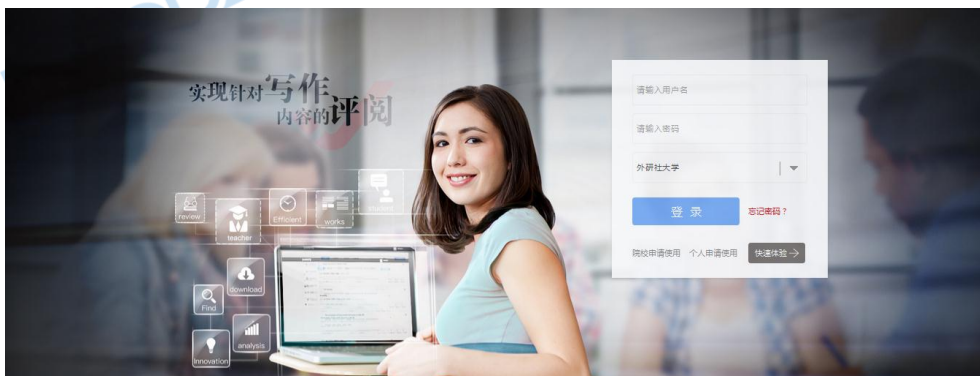 实现针对写作
内容的评阅
review
teacher
Efficient
works
download
Find
analysis
Innovation
请输入用户名
请输入密码
外研社大学
登 录
忘记密码？
院校申请使用
个人申请使用
快速体验